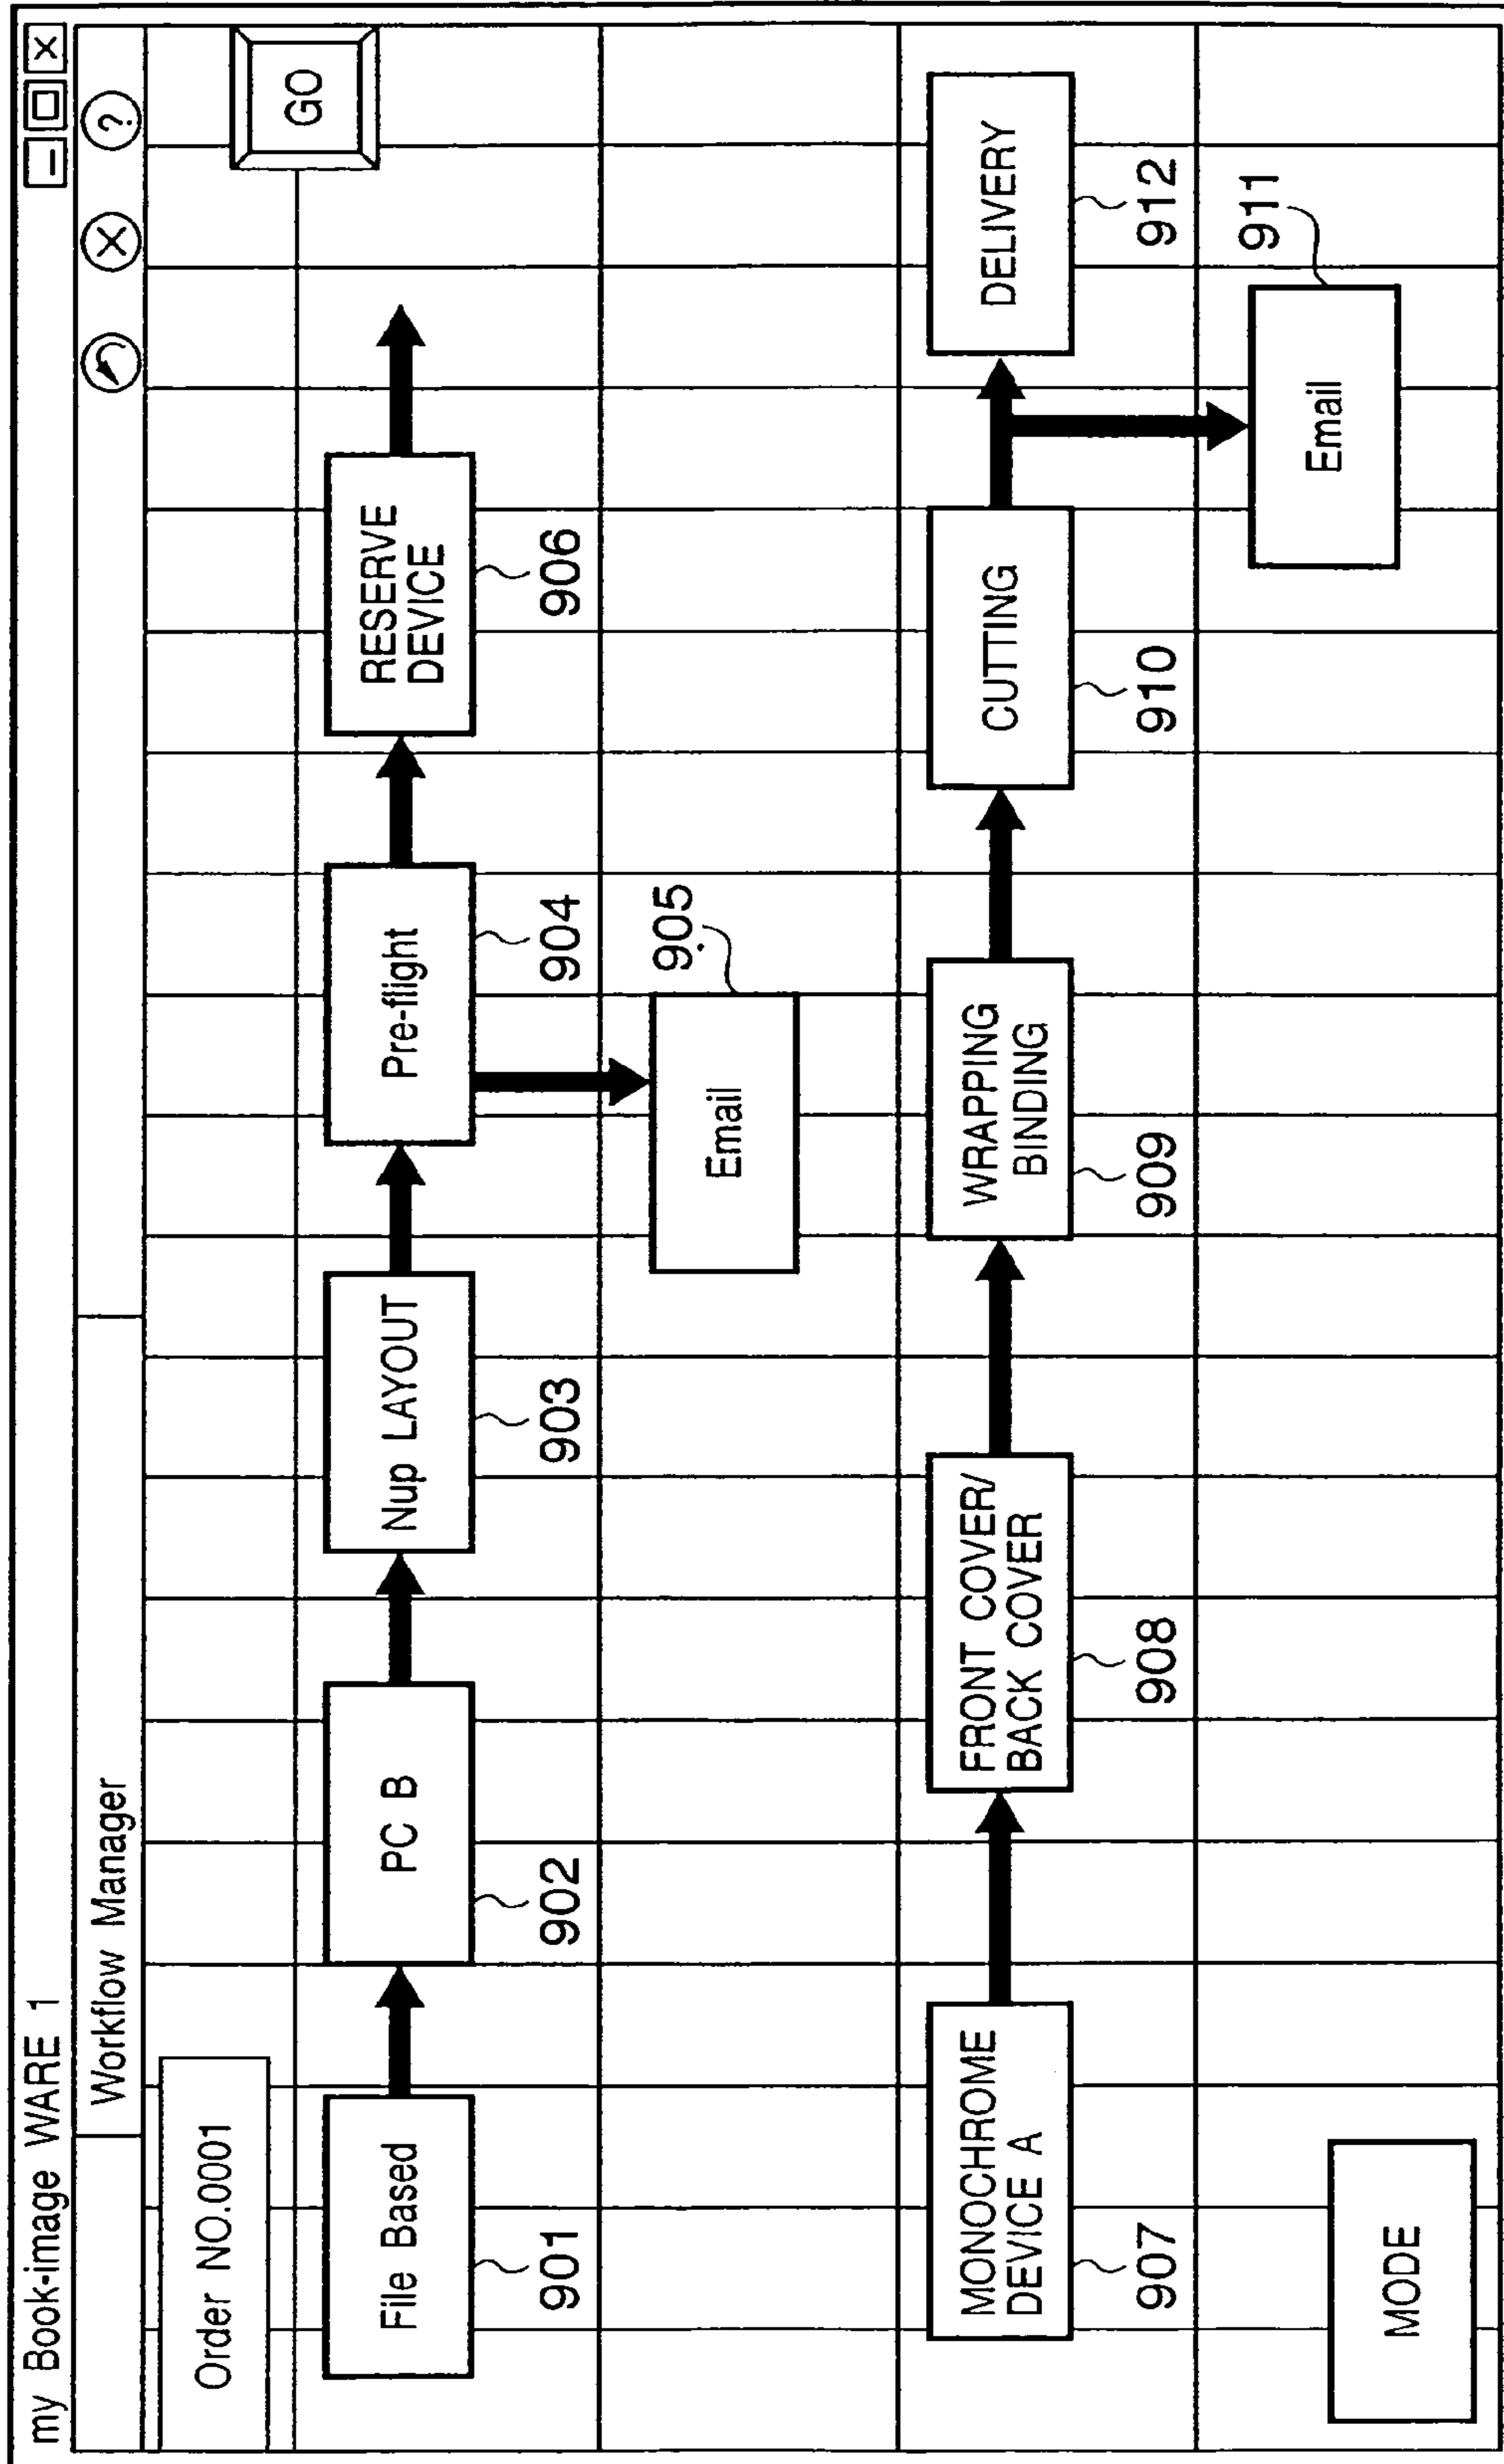 my Book-image WARE 1
Workflow Manager
?
Order NO.0001
GO
File Based
901
PC B
902
Nup LAYOUT
903
Pre-flight
904
RESERVE
DEVICE
906
Email
905
MONOCHROME
DEVICE A
907
FRONT COVER/
BACK COVER
908
WRAPPING
BINDING
909
CUTTING
910
DELIVERY
912
Email
911
MODE